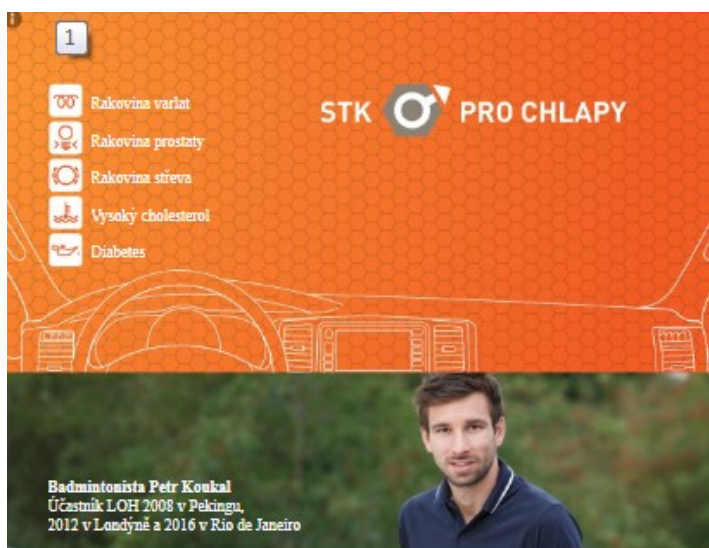 1
Rakovina varlat
STK PRO CHLAPY
Rakovina prostaty
Rakovina střeva
Vysoký cholesterol
Diabetes
Badmintonista Petr Koukal
Účastník LOH 2008 v Pekingu,
2012 v Londýně a 2016 v Rio de Janeiro